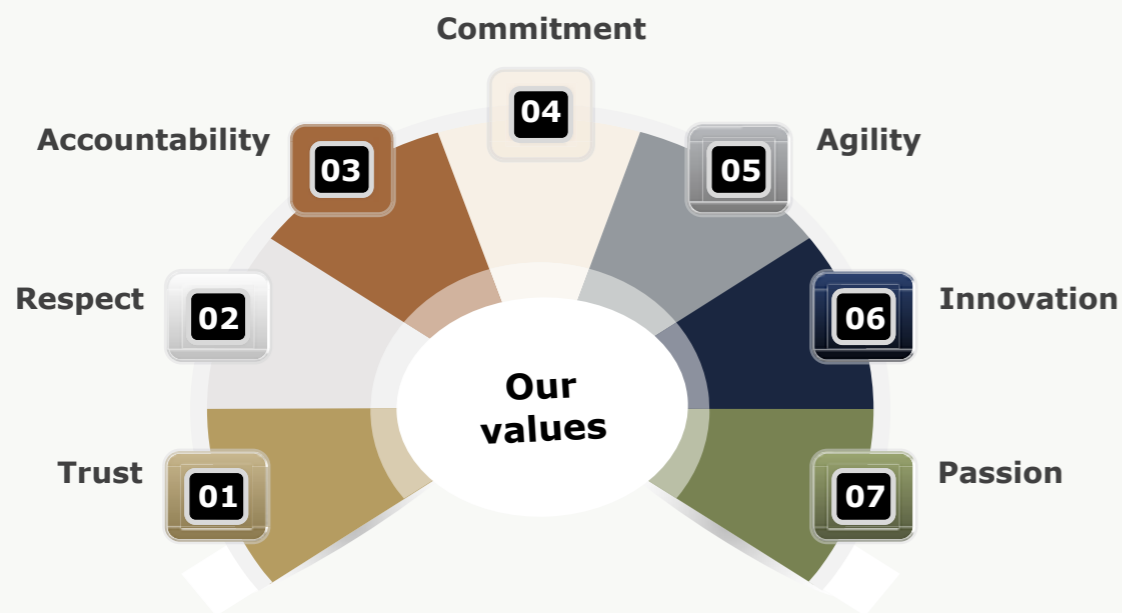 Commitment
04
Accountability
03
05
Agility
Respect
02
06
Innovation
Our
values
Trust
01
07
Passion